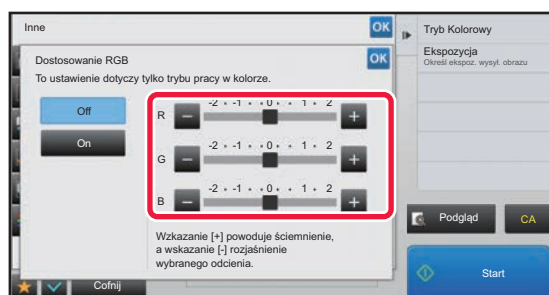 Inne
OK
Dostosowanie RGB
OK
To ustawienie dotyczy tylko trybu pracy w kolorze.
Off
On
-2 -1 0 1 2
R
-2 -1 0 1 2
G
-2 -1 0 1 2
B
Wzkazanie [+] powoduje ściemnienie,
a wskazanie [-] rozjaśnienie
wybranego odcienia.
Cofnij
Tryb Kolorowy
Ekspozycja
Określ ekspoz. wysył. obrazu
Podgląd
CA
Start